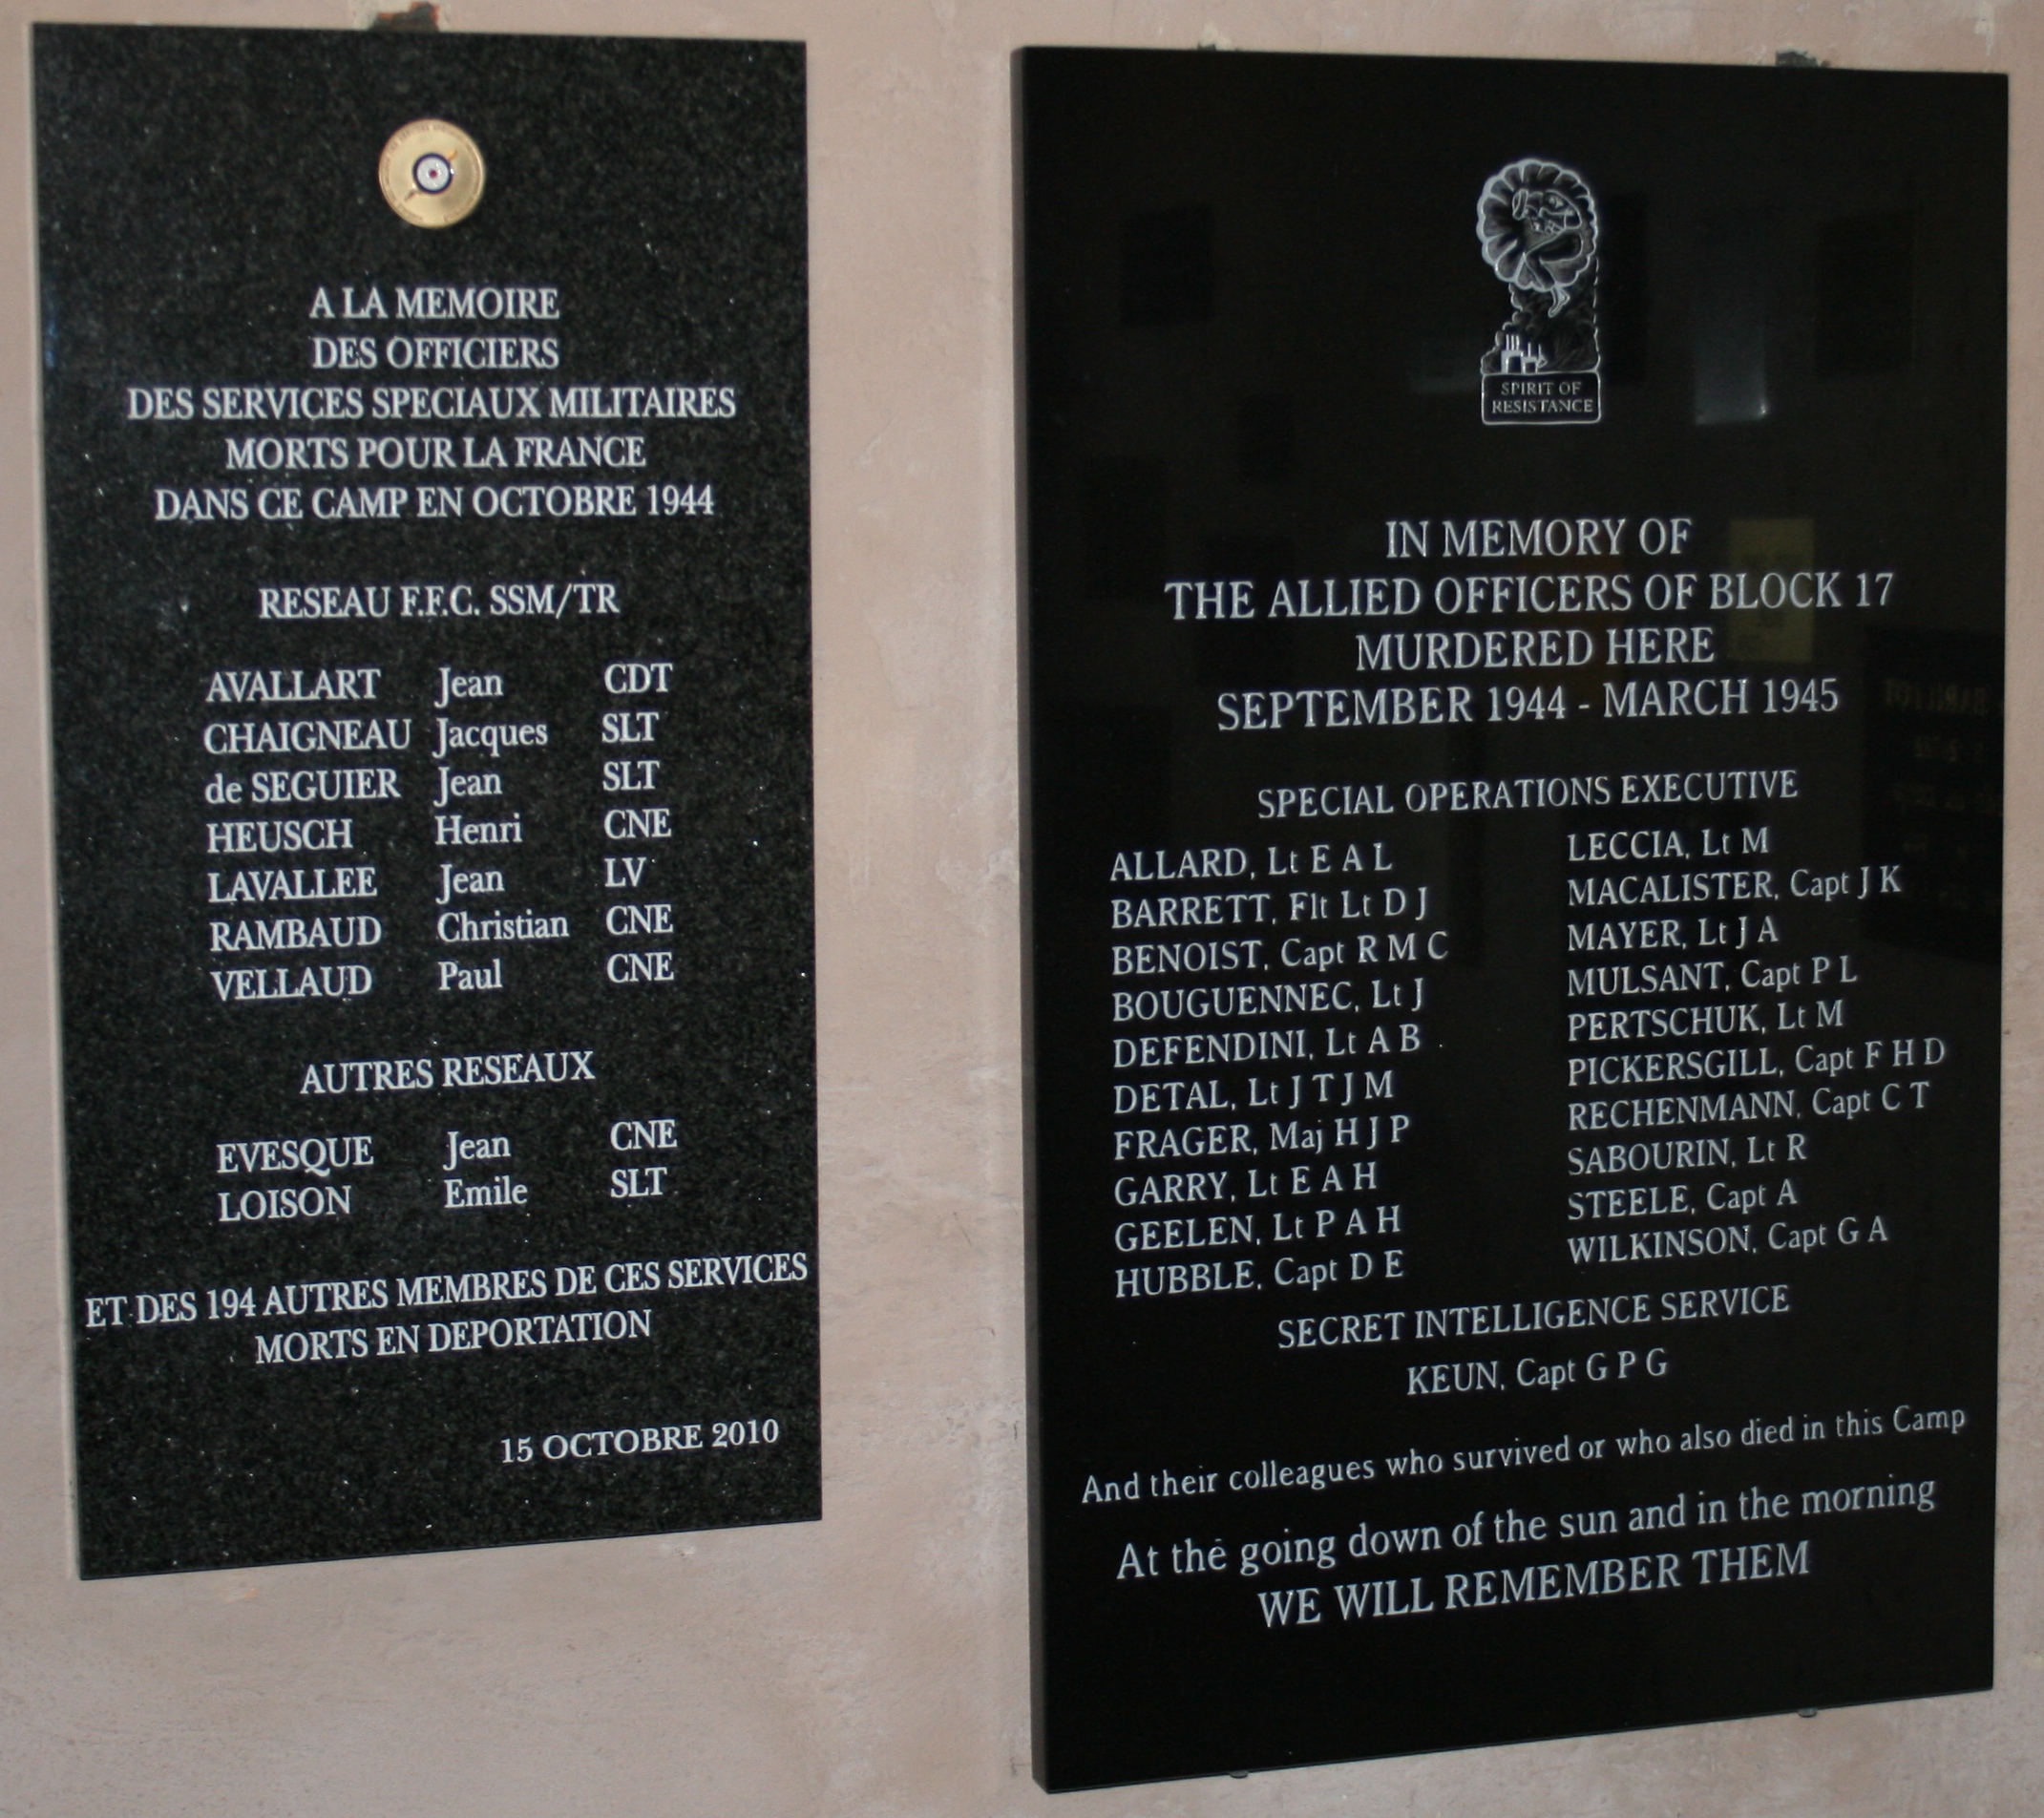 A LA MEMOIRE
DES OFFICIERS
DES SERVICES SPECIAUX MILITAIRES
MORTS POUR LA FRANCE
DANS CE CAMP EN OCTOBRE 1944
RESEAU F.F.C. SSM/TR
AVALLART Jean CDT
CHAIGNEAU Jacques SLT
de SEGUIER Jean SLT
HEUSCH Henri CNE
LAVALLEE Jean LV
RAMBAUD Christian CNE
VELLAUD Paul CNE
AUTRES RESEAUX
EVESQUE Jean CNE
LOISON Emile SLT
ET DES 194 AUTRES MEMBRES DE CES SERVICES
MORTS EN DEPORTATION
15 OCTOBRE 2010
SPIRIT OF
RESISTANCE
IN MEMORY OF
THE ALLIED OFFICERS OF BLOCK 17
MURDERED HERE
SEPTEMBER 1944 - MARCH 1945
SPECIAL OPERATIONS EXECUTIVE
ALLARD, Lt E A L
BARRETT, Flt Lt D J
BENOIST, Capt R M C
BOUGUENNEC, Lt J
DEFENDINI, Lt A B
DETAL, Lt J T J M
FRAGER, Maj H J P
GARRY, Lt E A H
GEELEN, Lt P A H
HUBBLE, Capt D E
LECCIA, Lt M
MACALISTER, Capt J K
MAYER, Lt J A
MULSANT, Capt P L
PERTSCHUK, Lt M
PICKERSGILL, Capt F H D
RECHENMANN, Capt C T
SABOURIN, Lt R
STEELE, Capt A
WILKINSON, Capt G A
SECRET INTELLIGENCE SERVICE
KEUN, Capt G P G
And their colleagues who survived or who also died in this Camp
At the going down of the sun and in the morning
WE WILL REMEMBER THEM